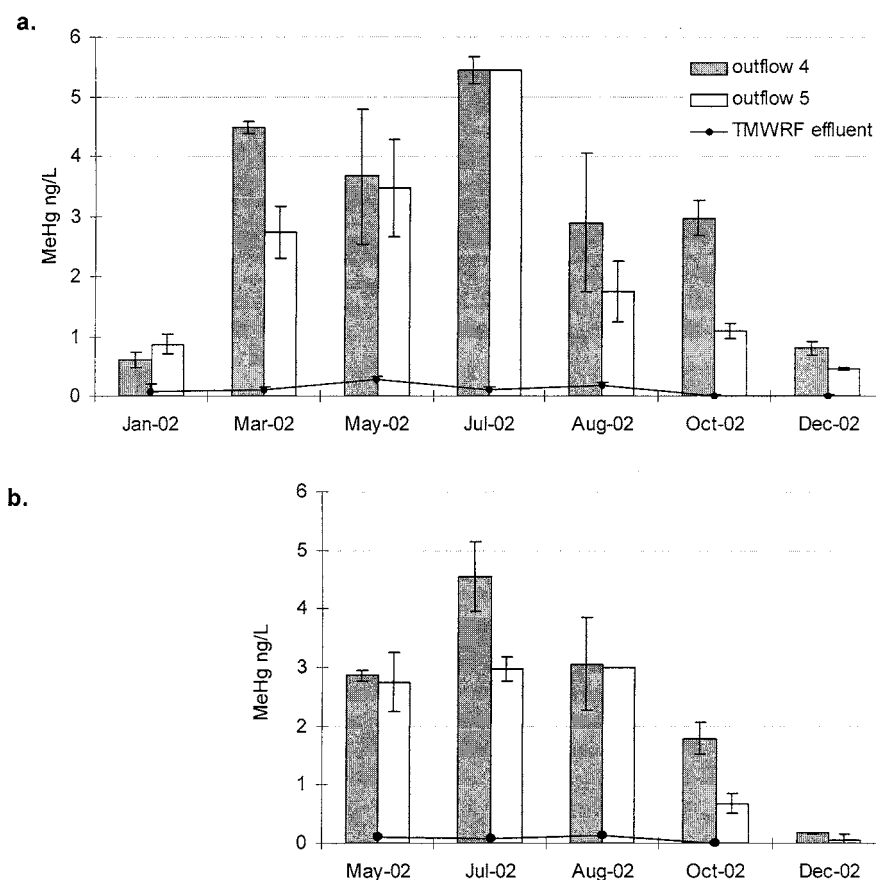 a.
6
5
4
3
2
1
0
MeHg ng/L
outflow 4
outflow 5
TMWRF effluent
Jan-02 Mar-02 May-02 Jul-02 Aug-02 Oct-02 Dec-02
b.
6
5
4
3
2
1
0
MeHg ng/L
May-02 Jul-02 Aug-02 Oct-02 Dec-02